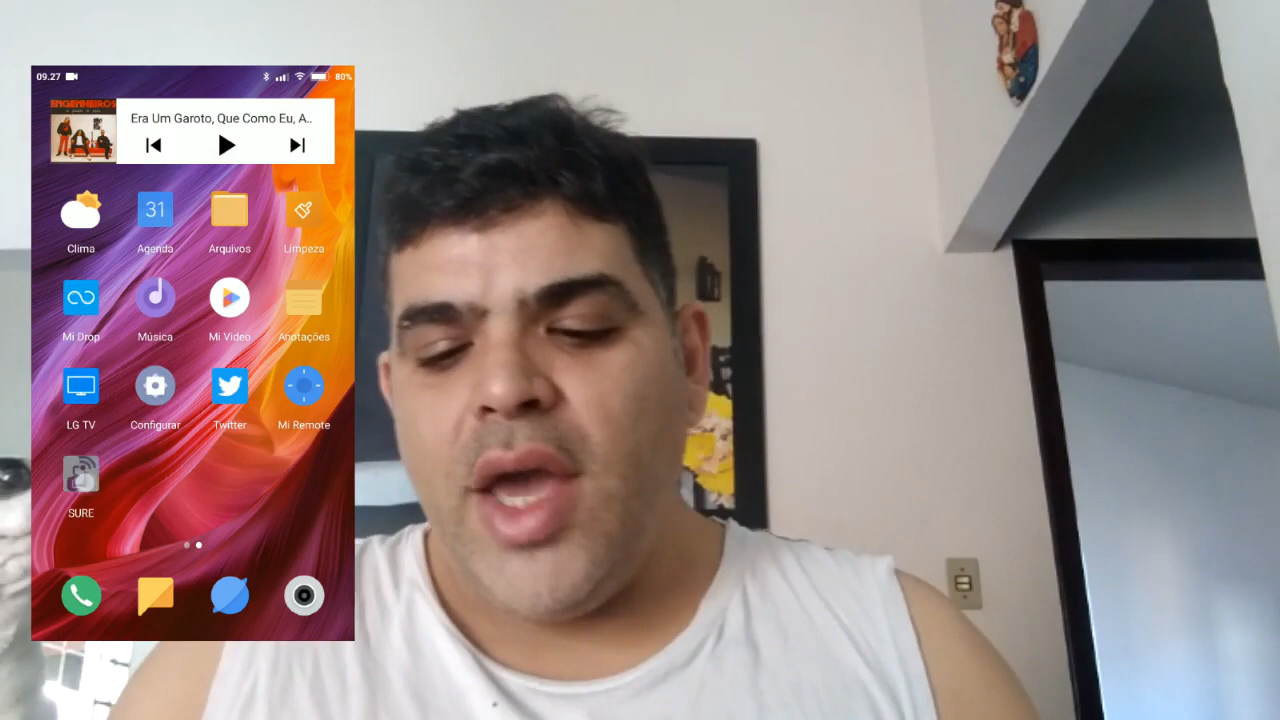 09.27
80%
ENGENHEIROS
Era Um Garoto, Que Como Eu, A..
31
Clima
Agenda
Arquivos
Limpeza
Mi Drop
Música
Mi Video
Anotações
LG TV
Configurar
Twitter
Mi Remote
SURE